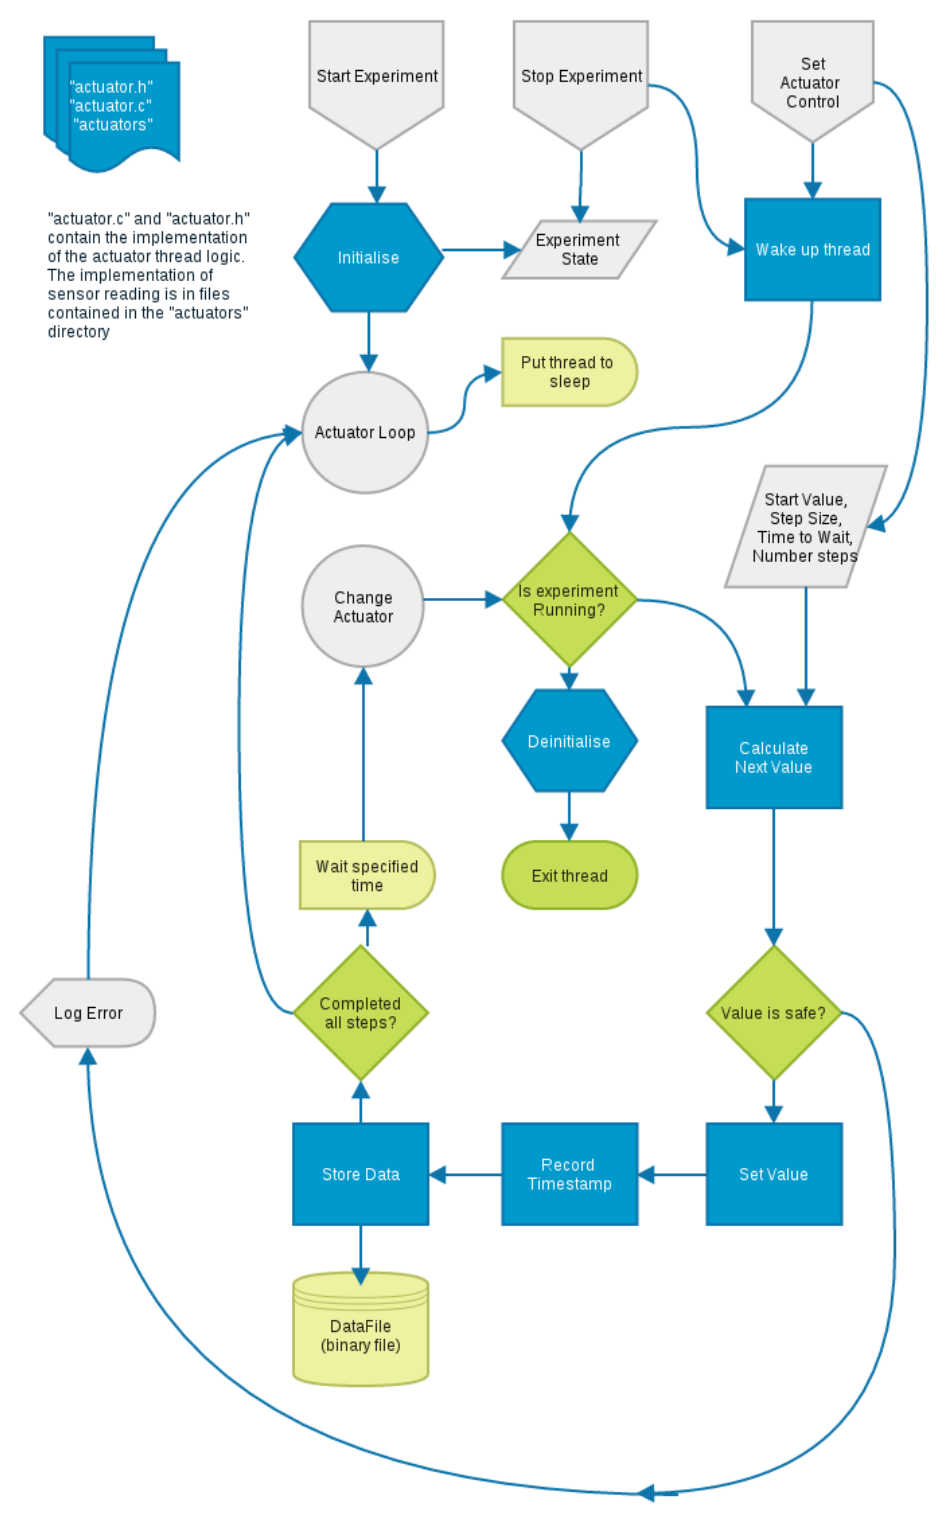 "actuator.h"
"actuator.c"
"actuators"
Start Experiment
Stop Experiment
Set
Actuator
Control
"actuator.c" and "actuator.h"
contain the implementation
of the actuator thread logic.
The implementation of
sensor reading is in files
contained in the "actuators"
directory
Initialise
Experiment
State
Wake up thread
Put thread to
sleep
Actuator Loop
Start Value,
Step Size,
Time to Wait,
Number steps
Change
Actuator
Is experiment
Running?
Deinitialise
Calculate
Next Value
Wait specified
time
Exit thread
Log Error
Completed
all steps?
Value is safe?
Store Data
Record
Timestamp
Set Value
DataFile
(binary file)